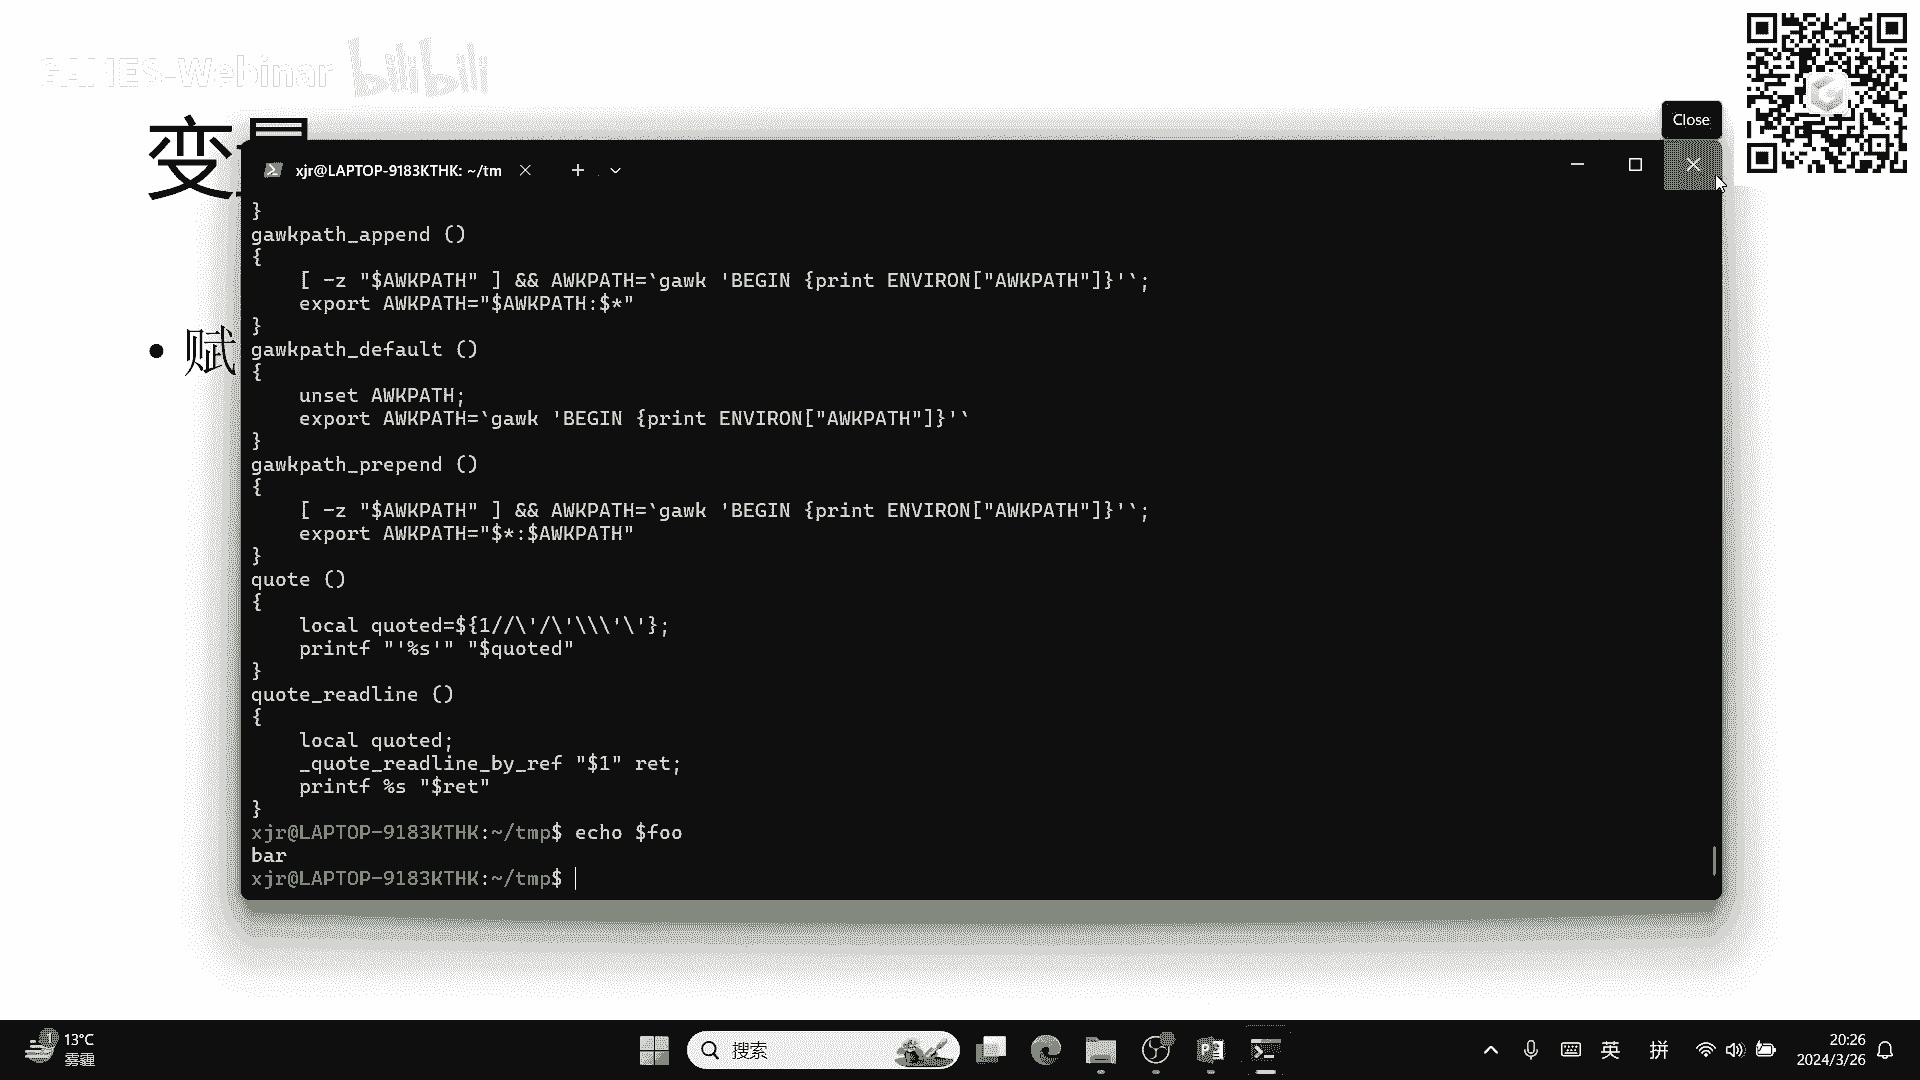 GAMES-Webinar bilibili
变量
Close
xjr@LAPTOP-9183KTHK: ~/tm
}
• 赋
gawkpath_append ()
{
    [ -z "$AWKPATH" ] && AWKPATH=`gawk 'BEGIN {print ENVIRON["AWKPATH"]}'`;
    export AWKPATH="$AWKPATH:$*"
}
gawkpath_default ()
{
    unset AWKPATH;
    export AWKPATH=`gawk 'BEGIN {print ENVIRON["AWKPATH"]}'`
}
gawkpath_prepend ()
{
    [ -z "$AWKPATH" ] && AWKPATH=`gawk 'BEGIN {print ENVIRON["AWKPATH"]}'`;
    export AWKPATH="$*:$AWKPATH"
}
quote ()
{
    local quoted=${1//\'/\'\\\'\'};
    printf "'%s'" "$quoted"
}
quote_readline ()
{
    local quoted;
    _quote_readline_by_ref "$1" ret;
    printf %s "$ret"
}
xjr@LAPTOP-9183KTHK:~/tmp$ echo $foo
bar
xjr@LAPTOP-9183KTHK:~/tmp$
1
13°C
雾霾
搜索
英
拼
20:26
2024/3/26